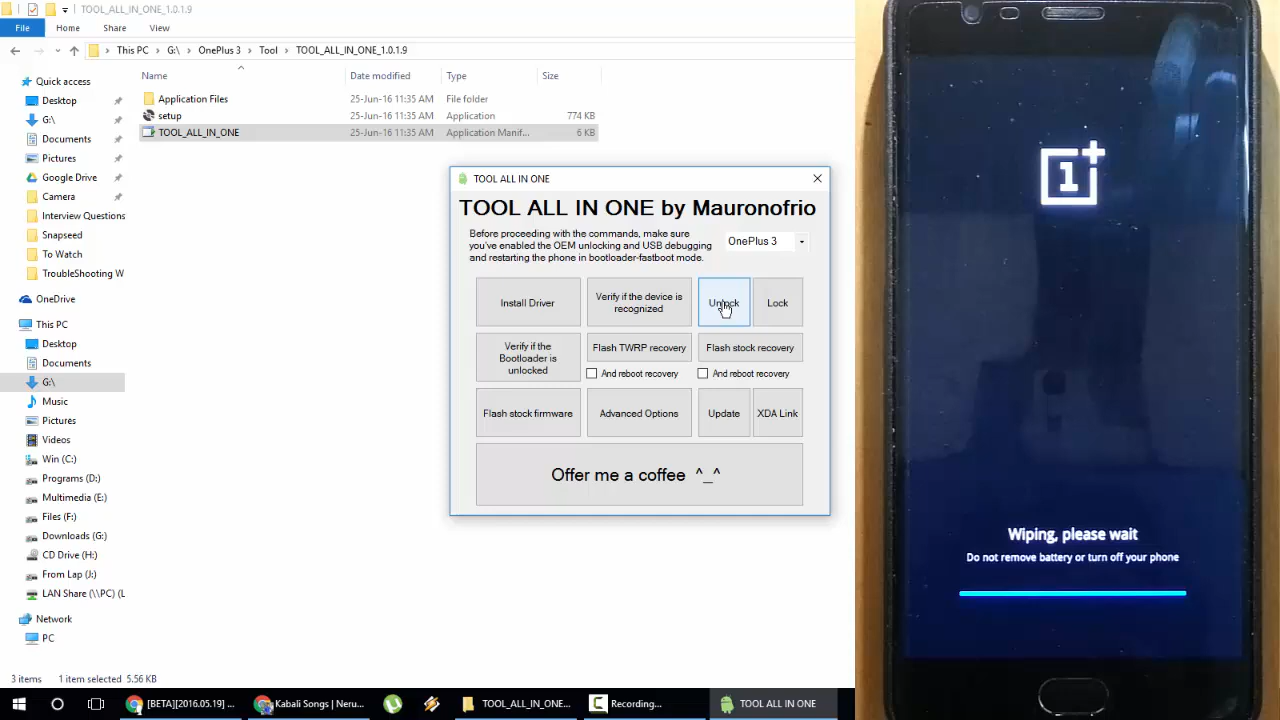 TOOL_ALL_IN_ONE_1.0.1.9
File
Home
Share
View
This PC
G:\
OnePlus 3
Tool
TOOL_ALL_IN_ONE_1.0.1.9
Name
Date modified
Type
Size
Application Files
25-Jun-16 11:35 AM
File folder
setup
25-Jun-16 11:35 AM
Application
774 KB
TOOL_ALL_IN_ONE
25-Jun-16 11:35 AM
Application Manif...
6 KB
Quick access
Desktop
G:\
Documents
Pictures
Google Drive
Camera
Interview Questions
Snapseed
To Watch
TroubleShooting W
OneDrive
This PC
Desktop
Documents
G:\
Music
Pictures
Videos
Win (C:)
Programs (D:)
Multimedia (E:)
Files (F:)
Downloads (G:)
CD Drive (H:)
From Lap (J:)
LAN Share (\\PC) (L
Network
PC
3 items
1 item selected 5.56 KB
TOOL ALL IN ONE
TOOL ALL IN ONE by Mauronofrio
Before proceeding with the commands, make sure
you've enabled the OEM unlocking and USB debugging
and restarting the phone in bootloader-fastboot mode.
OnePlus 3
Install Driver
Verify if the device is
recognized
Unlock
Lock
Verify if the
Bootloader is
unlocked
Flash TWRP recovery
Flash stock recovery
And reboot recovery
And reboot recovery
Flash stock firmware
Advanced Options
Update
XDA Link
Offer me a coffee ^_^
[BETA][2016.05.19] ...
Kabali Songs | Neru...
TOOL_ALL_IN_ONE...
Recording...
TOOL ALL IN ONE
1+
Wiping, please wait
Do not remove battery or turn off your phone